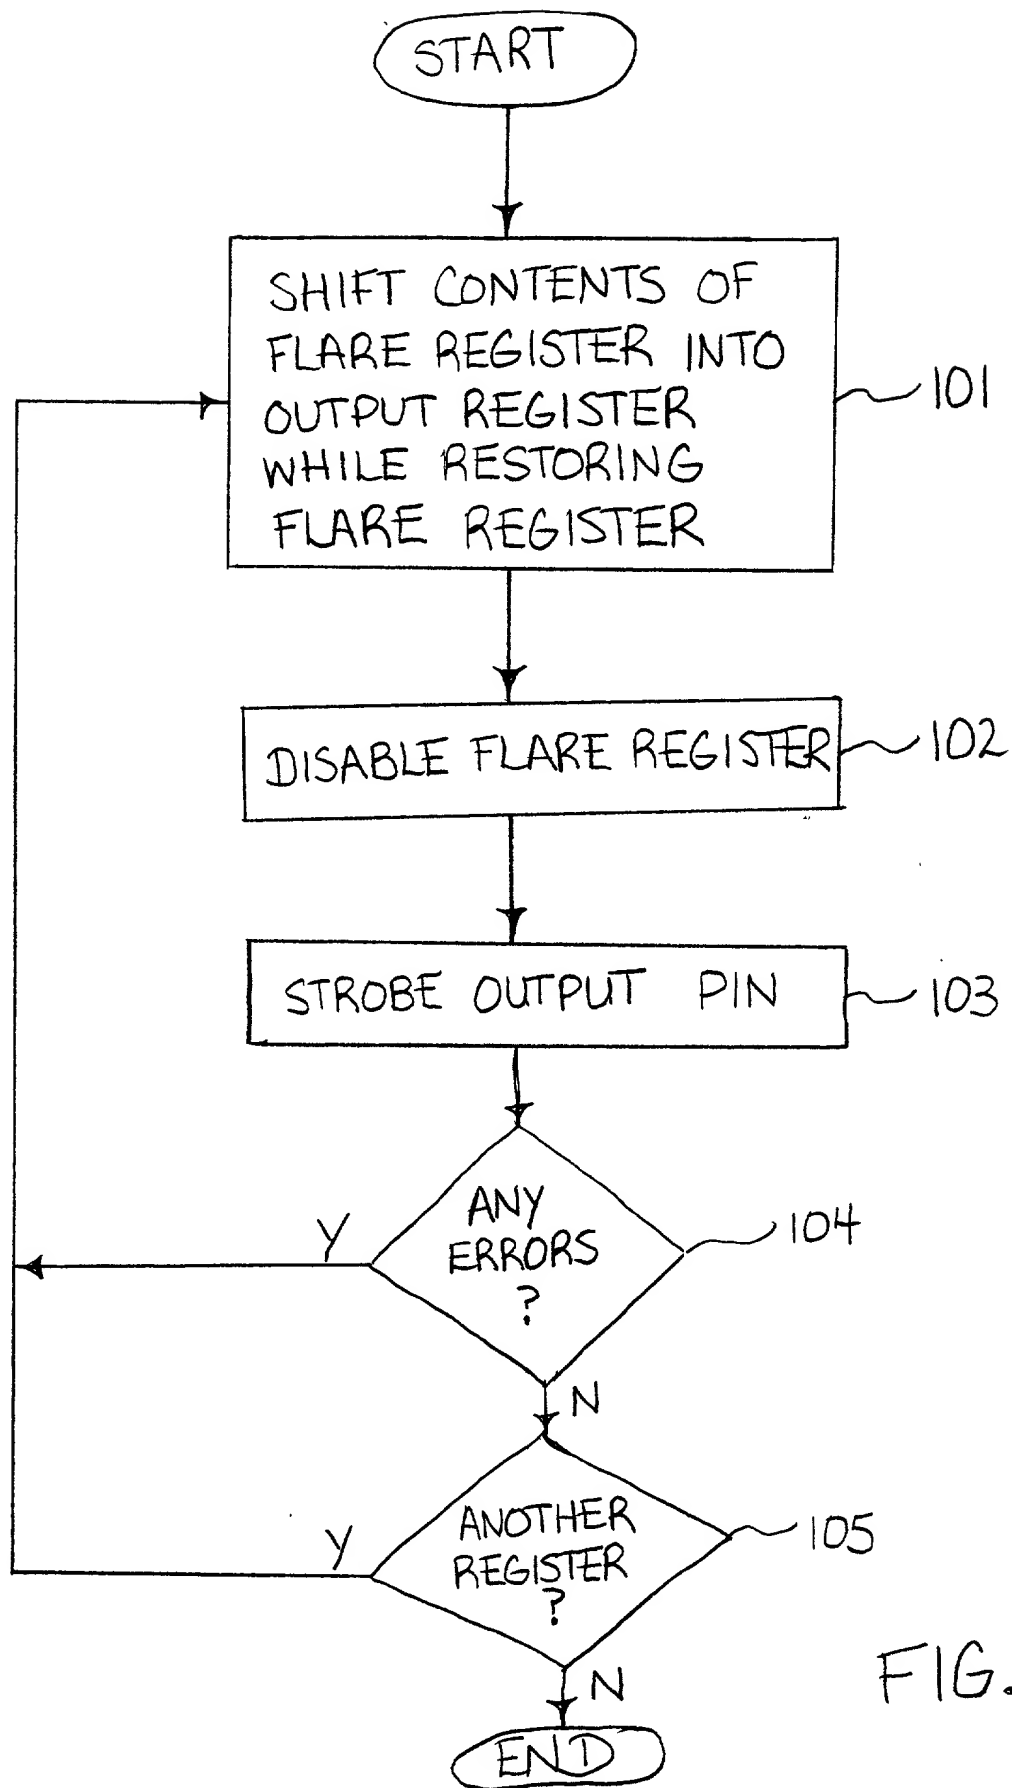 START
SHIFT CONTENTS OF
FLARE REGISTER INTO
OUTPUT REGISTER
WHILE RESTORING
FLARE REGISTER
101
DISABLE FLARE REGISTER
102
STROBE OUTPUT PIN
103
ANY
ERRORS
?
104
Y
N
ANOTHER
REGISTER
?
105
Y
N
END
FIG.